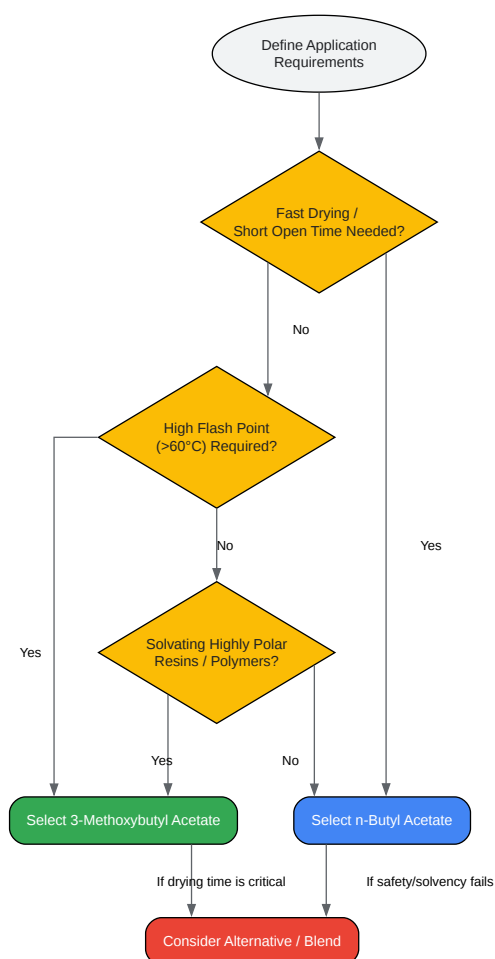 Define Application
Requirements
Fast Drying /
Short Open Time Needed?
No
High Flash Point
(>60°C) Required?
No
Yes
Solvating Highly Polar
Resins / Polymers?
Yes
Yes
No
Select 3-Methoxybutyl Acetate
Select n-Butyl Acetate
If drying time is critical
If safety/solvency fails
Consider Alternative / Blend